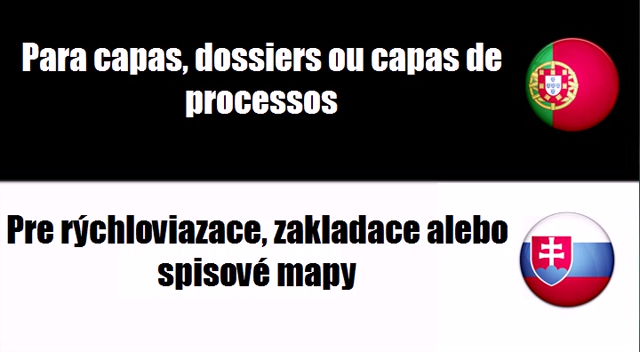 Para capas, dossiers ou capas de
processos
Pre rýchloviazace, zakladace alebo
spisové mapy